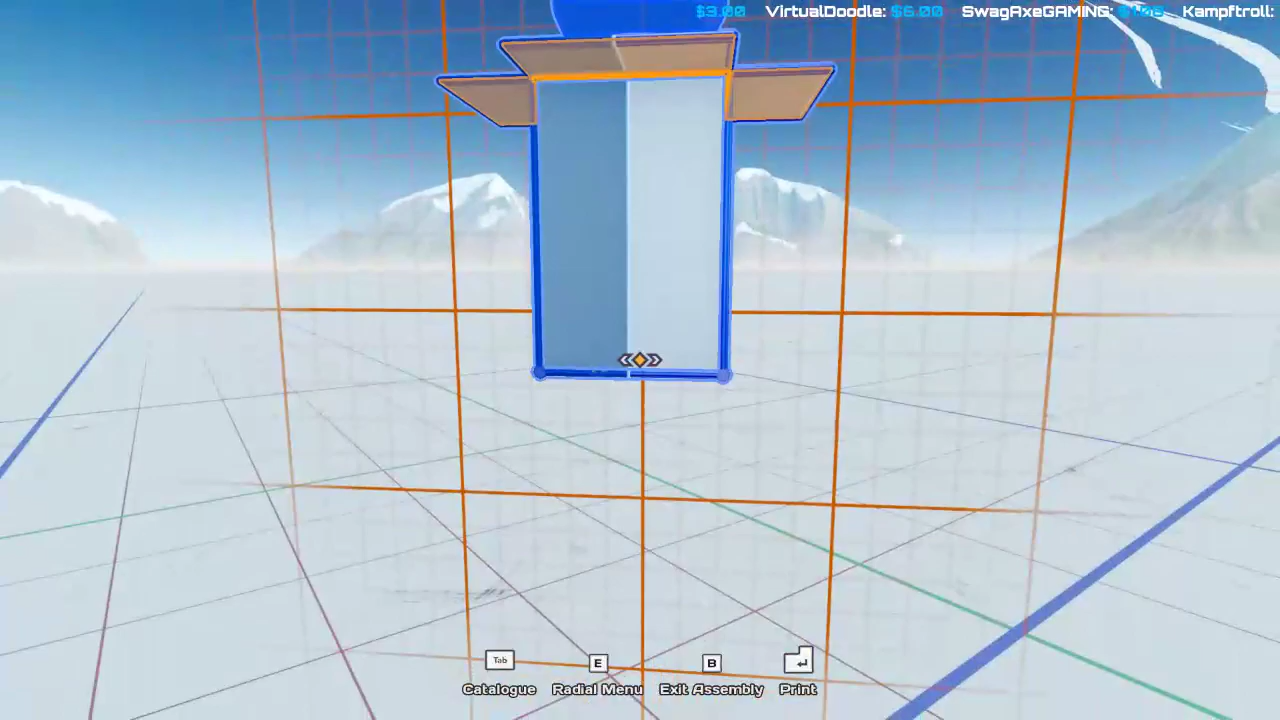 $3.00 VirtualDoodle: $6.00 SwagAxeGAMING: Kampftroll:
Tab E B
Catalogue Radial Menu Exit Assembly Print